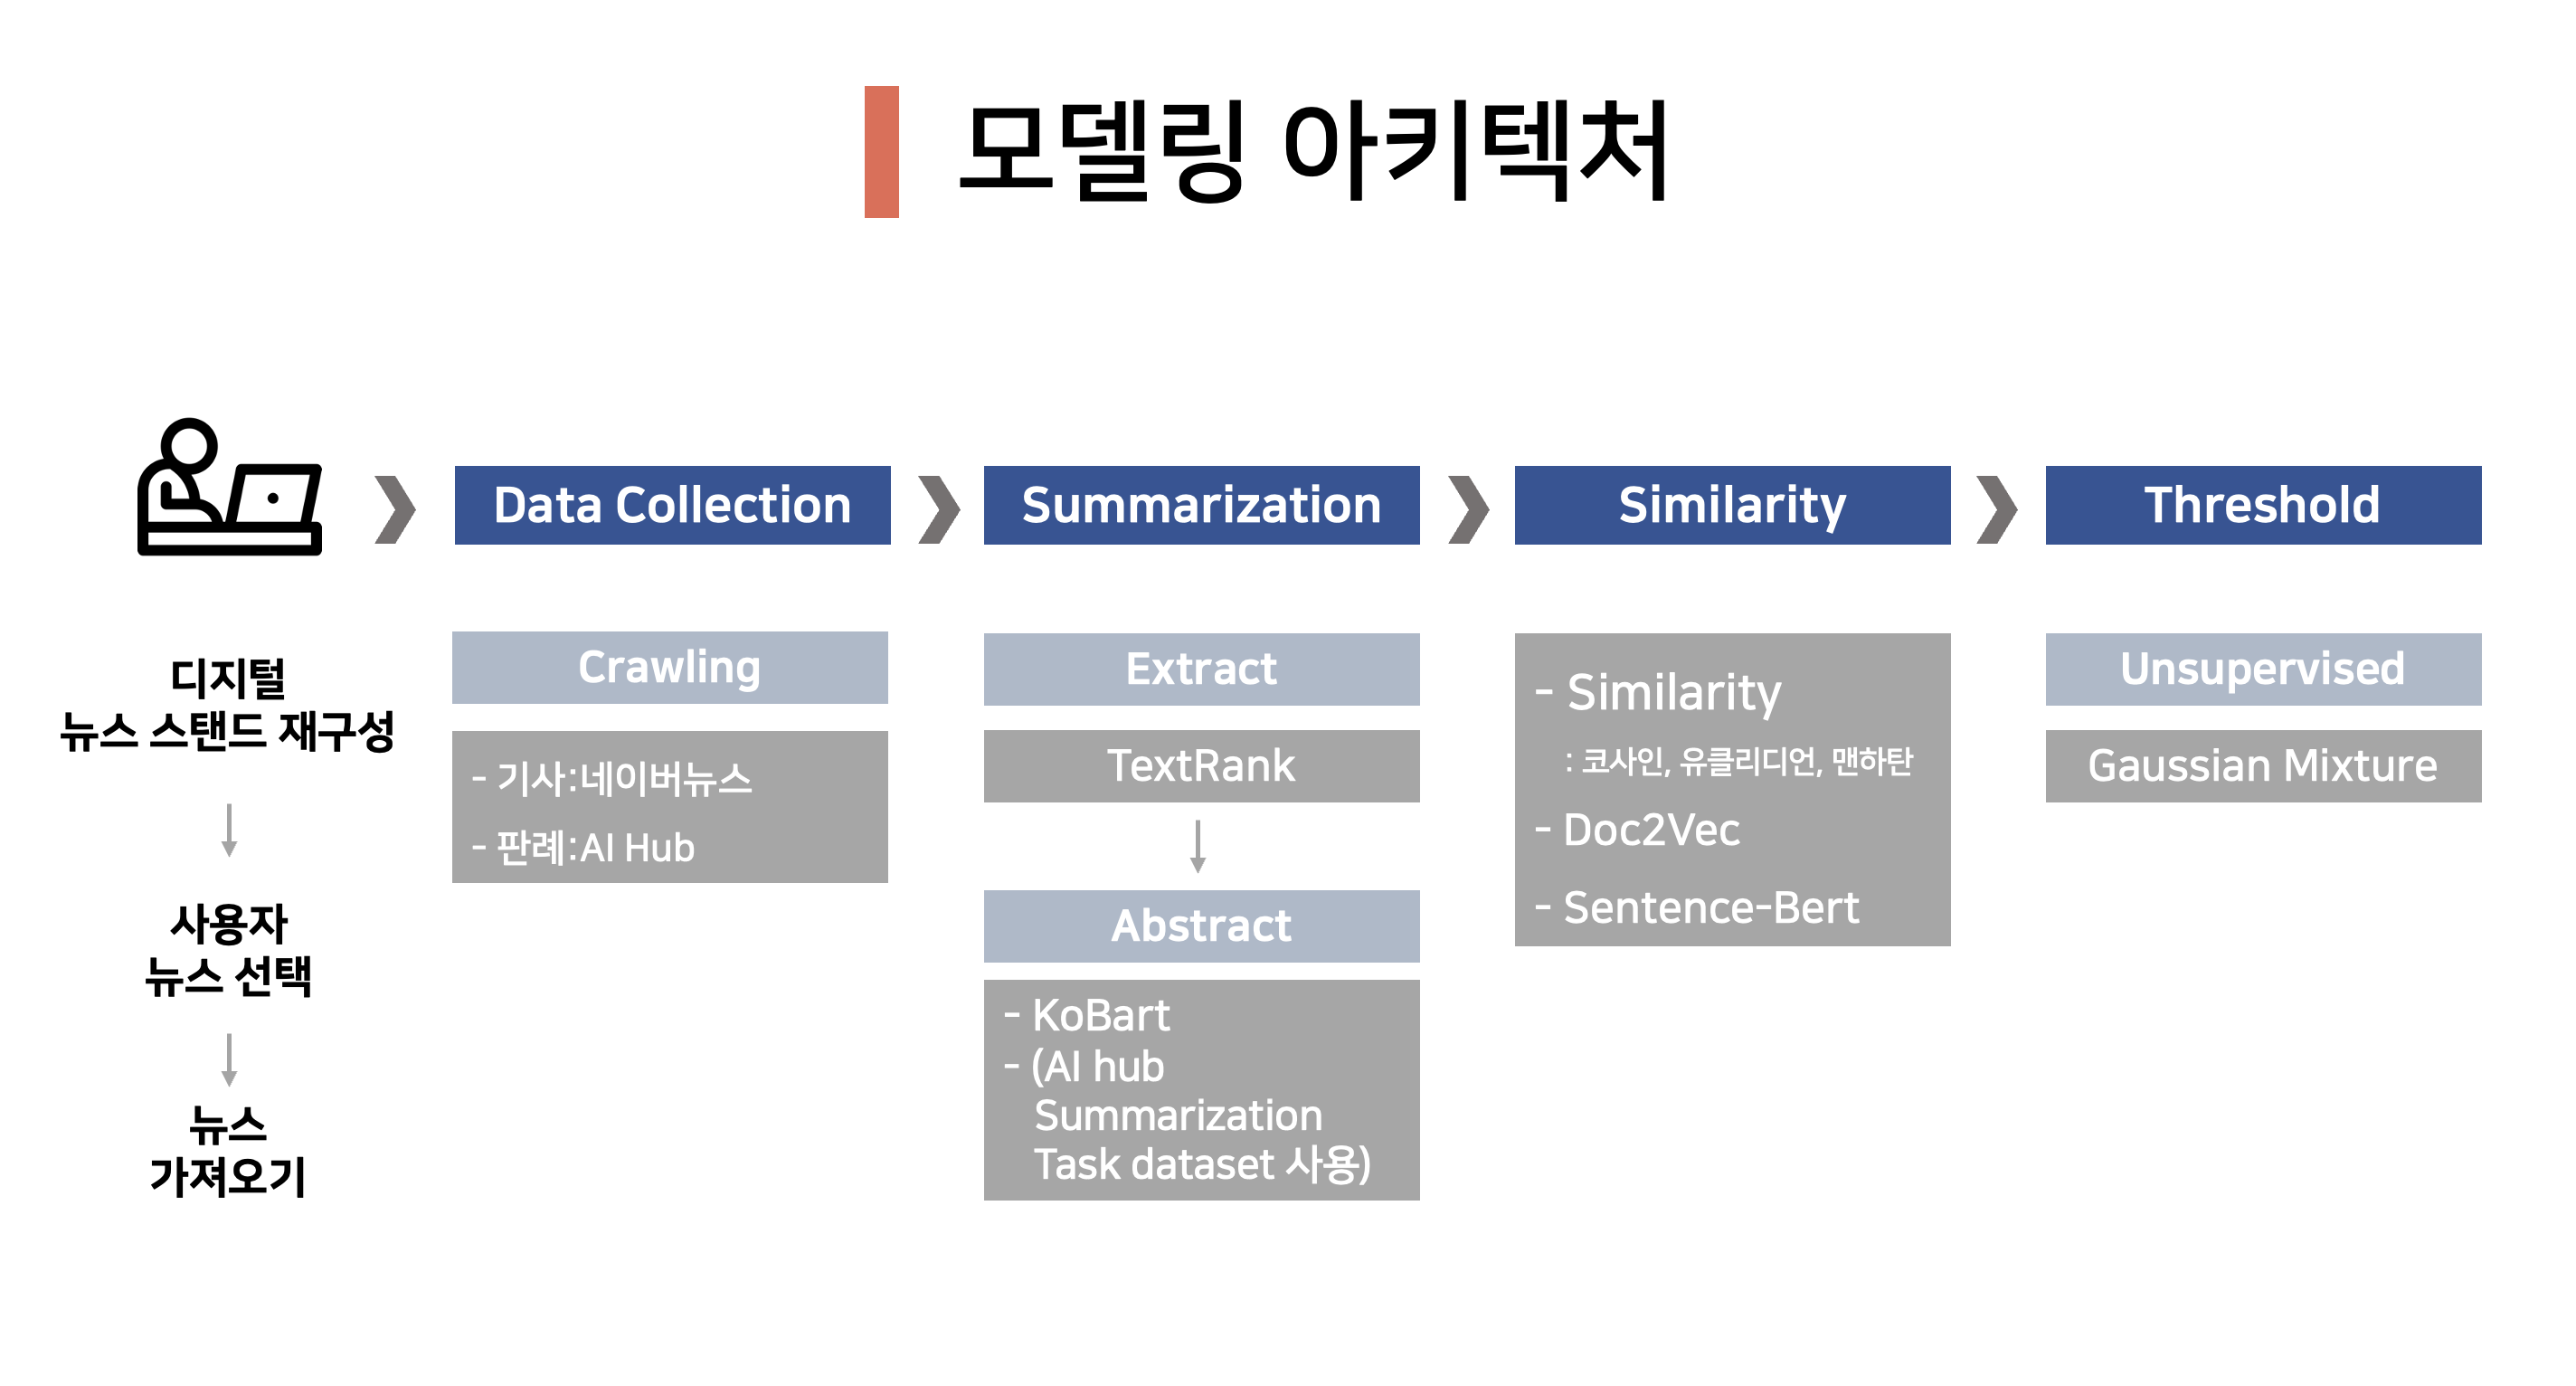 모델링 아키텍처
디지털
뉴스 스탠드 재구성
사용자
뉴스 선택
뉴스
가져오기
Data Collection
Crawling
- 기사:네이버뉴스
- 판례:AI Hub
Summarization
Extract
TextRank
Abstract
- KoBart
- (AI hub
Summarization
Task dataset 사용)
Similarity
- Similarity
: 코사인, 유클리디언, 맨하탄
- Doc2Vec
- Sentence-Bert
Threshold
Unsupervised
Gaussian Mixture